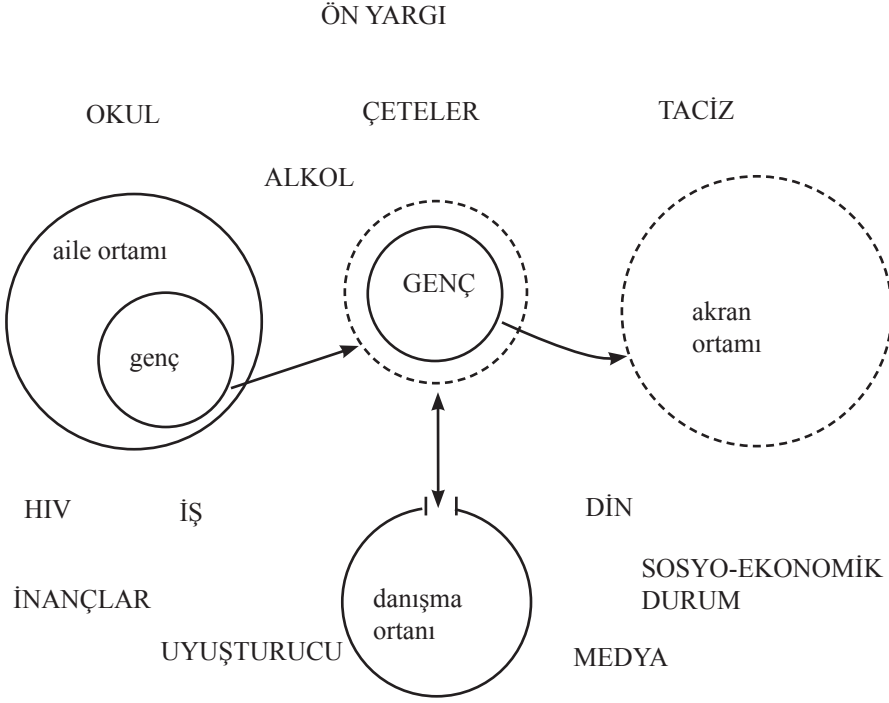 ÖN YARGI
OKUL
ÇETELER
TACİZ
ALKOL
aile ortamı
genç
GENÇ
akran
ortamı
HIV
İŞ
DİN
İNANÇLAR
danışma
ortanı
SOSYO-EKONOMİK
DURUM
UYUŞTURUCU
MEDYA